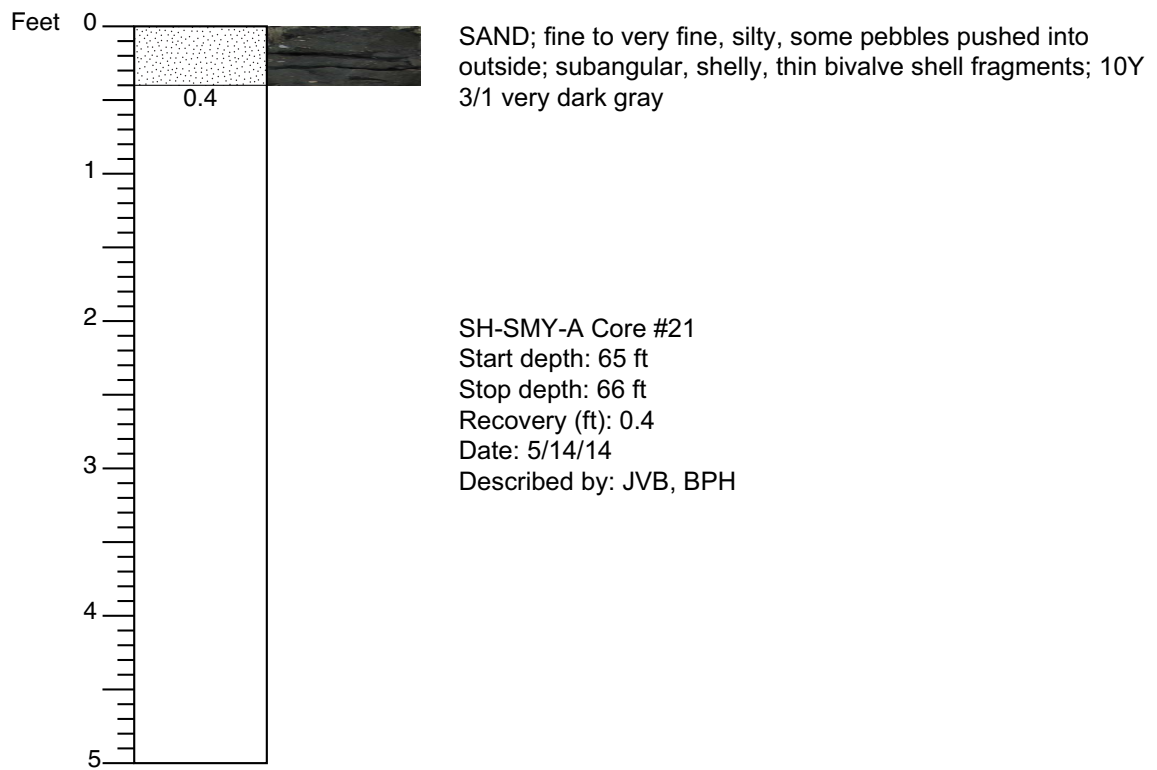 Feet 0
SAND; fine to very fine, silty, some pebbles pushed into
outside; subangular, shelly, thin bivalve shell fragments; 10Y
3/1 very dark gray
0.4
1
2
SH-SMY-A Core #21
Start depth: 65 ft
Stop depth: 66 ft
Recovery (ft): 0.4
Date: 5/14/14
3
Described by: JVB, BPH
4
5